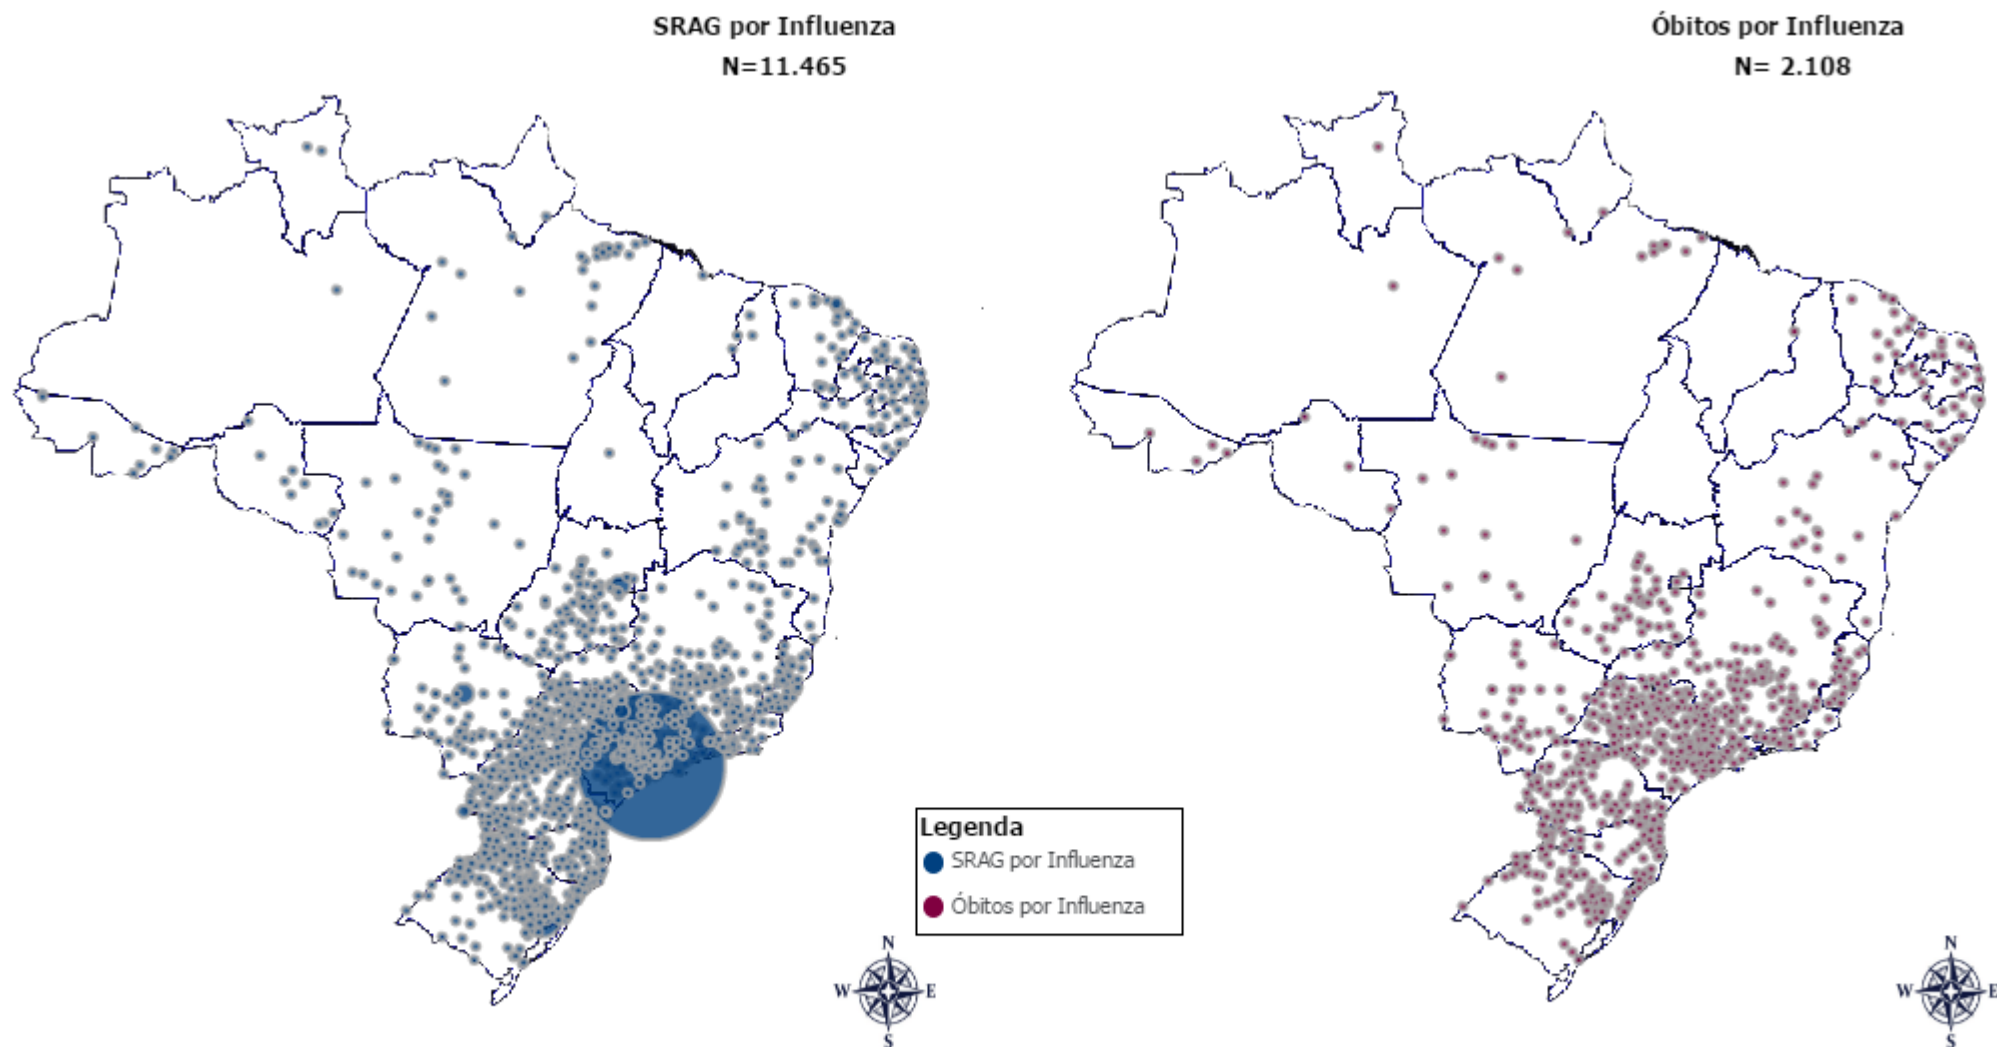 SRAG por Influenza
N=11.465
Óbitos por Influenza
N= 2.108
Legenda
SRAG por Influenza
Óbitos por Influenza
N
W E
S
N
W E
S